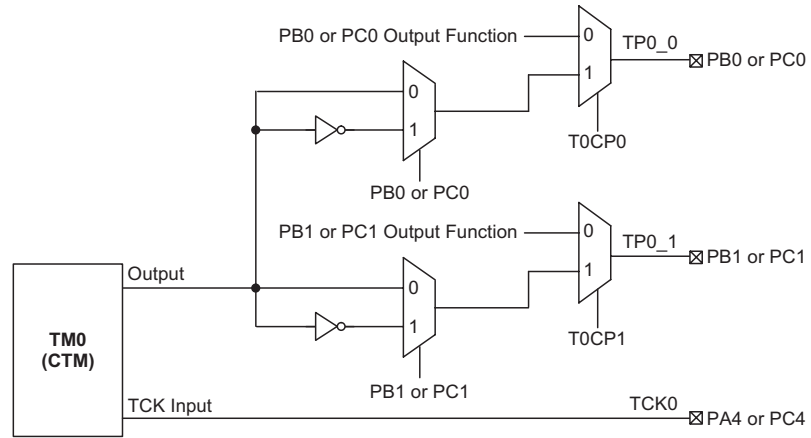 PB0 or PC0 Output Function
0
TP0_0
PB0 or PC0
1
0
1
T0CP0
PB0 or PC0
PB1 or PC1 Output Function
0
TP0_1
PB1 or PC1
Output
0
1
1
T0CP1
TM0
(CTM)
PB1 or PC1
TCK Input
TCK0
PA4 or PC4